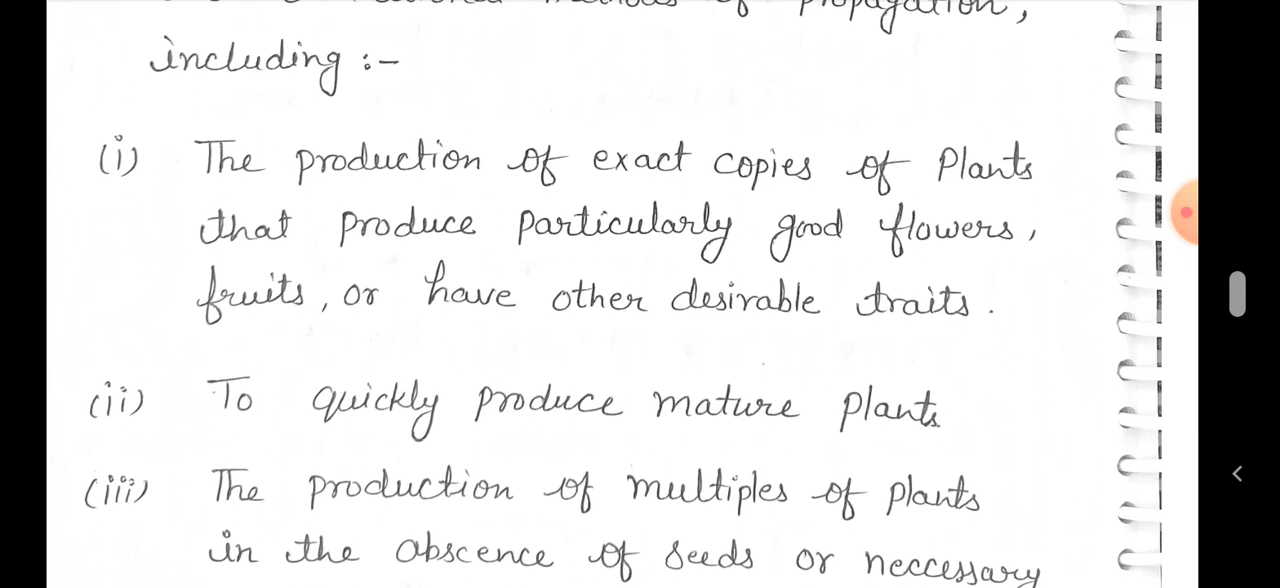 of propagation,
including :-
(i) The production of exact copies of Plants
that produce particularly good flowers,
fruits, or have other desirable traits.
(ii) To quickly produce mature plants
(iii) The production of multiples of plants
in the abscence of seeds or neccessary